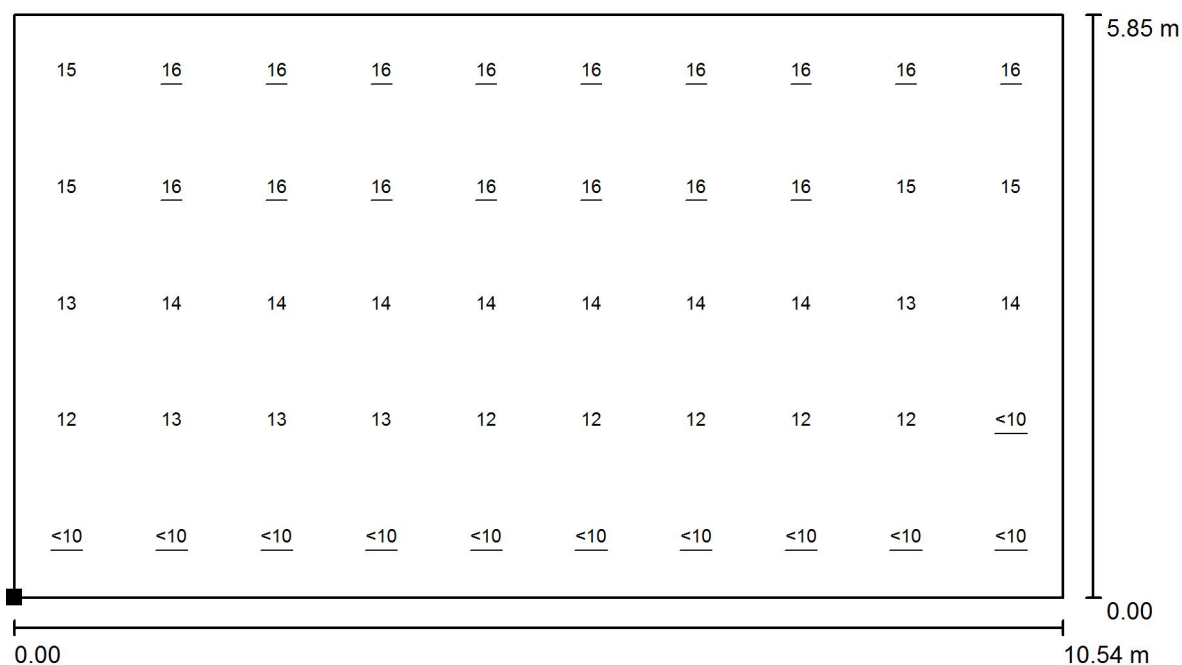 5.85 m
15 16 16 16 16 16 16 16 16 16
15 16 16 16 16 16 16 16 15 15
13 14 14 14 14 14 14 14 13 14
12 13 13 13 12 12 12 12 12 <10
<10 <10 <10 <10 <10 <10 <10 <10 <10 <10
0.00
0.00 10.54 m